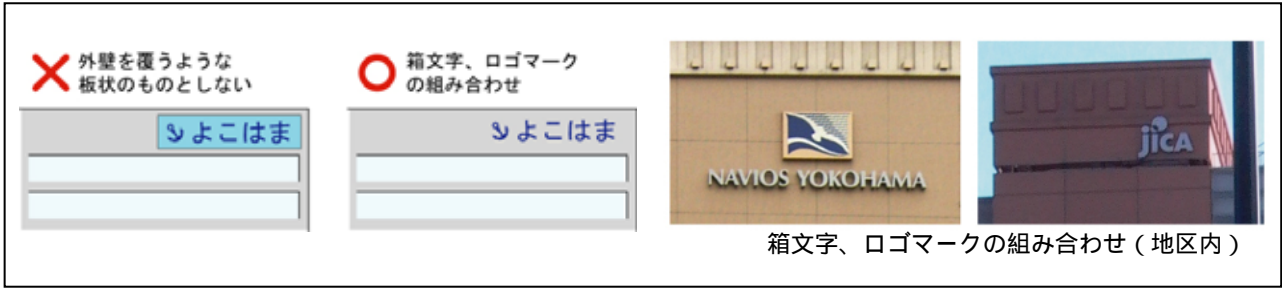 外壁を覆うような
板状のものとしない
よこはま
箱文字、ロゴマーク
の組み合わせ
よこはま
NAVIOS YOKOHAMA
jICA
箱文字、ロゴマークの組み合わせ（地区内）